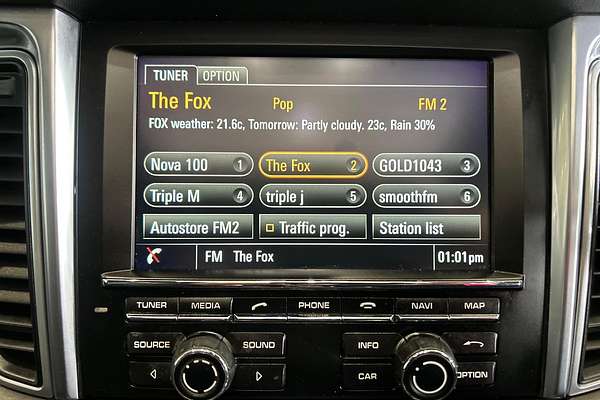 TUNER OPTION
The Fox Pop FM 2
FOX weather: 21.6c, Tomorrow: Partly cloudy. 23c, Rain 30%
Nova 100 1 The Fox 2 GOLD1043 3
Triple M 4 triple j 5 smoothfm 6
Autostore FM2 Traffic prog. Station list
FM The Fox 01:01pm
TUNER MEDIA PHONE NAVI MAP
SOURCE SOUND INFO
CAR OPTION